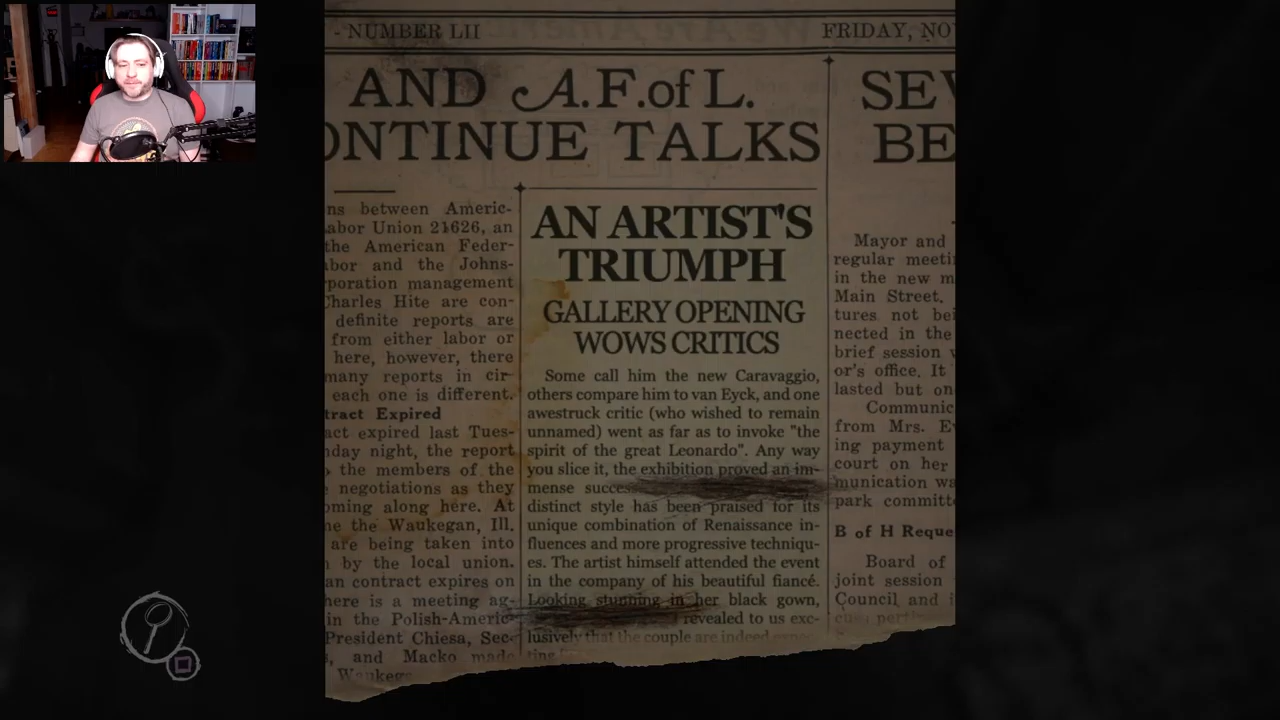 - NUMBER LII
FRIDAY, NO
AND A.F.of L.
ONTINUE TALKS
SEV
BE
ns between Americ-
abor Union 21626, an
the American Feder-
bor and the Johns-
poration management
Charles Hite are con-
definite reports are
from either labor or
here, however, there
many reports in cir-
each one is different.
tract Expired
act expired last Tues-
day night, the report
the members of the
negotiations as they
oming along here. At
me the Waukegan, Ill.
are being taken into
by the local union.
an contract expires on
here is a meeting ag-
in the Polish-Americ-
President Chiesa, Sec-
, and Macko made
Waukeg
AN ARTIST'S
TRIUMPH
GALLERY OPENING
WOWS CRITICS
Some call him the new Caravaggio,
others compare him to van Eyck, and one
awestruck critic (who wished to remain
unnamed) went as far as to invoke "the
spirit of the great Leonardo". Any way
you slice it, the exhibition proved an im-
mense succes
distinct style has been praised for its
unique combination of Renaissance in-
fluences and more progressive techniqu-
es. The artist himself attended the event
in the company of his beautiful fiancé.
Looking stunning in her black gown,
revealed to us exc-
lusively that the couple are indeed expec-
ting
Mayor and
regular meeti
in the new m
Main Street.
tures not bei
nected in the
brief session w
or's office. It
lasted but on
Communic
from Mrs. Ev
ing payment
court on her
munication wa
park committe
B of H Reque
Board of
joint session
Council and i